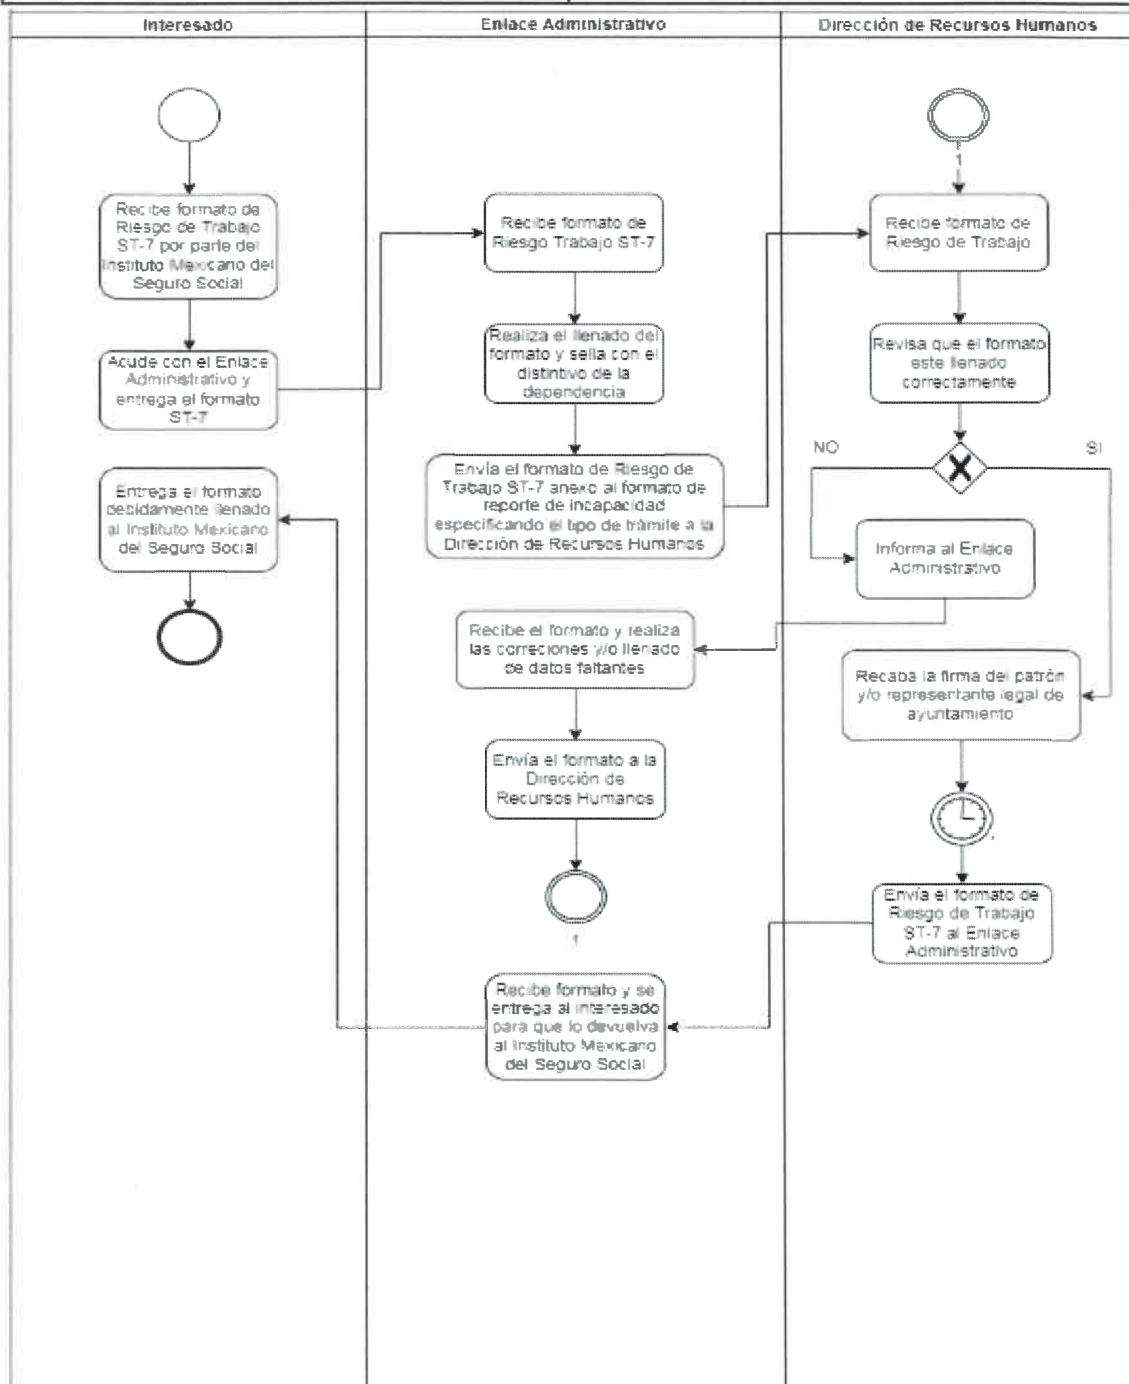 Interesado
Enlace Administrativo
Dirección de Recursos Humanos
Recibe formato de
Riesgo de Trabajo
ST-7 por parte del
Instituto Mexicano del
Seguro Social
Acude con el Enlace
Administrativo y
entrega el formato
ST-7
Entrega el formato
debidamente llenado
al Instituto Mexicano
del Seguro Social
Recibe formato de
Riesgo Trabajo ST-7
Realiza el llenado del
formato y sella con el
distintivo de la
dependencia
Envía el formato de Riesgo de
Trabajo ST-7 anexo al formato de
reporte de incapacidad
especificando el tipo de trámite a la
Dirección de Recursos Humanos
Recibe el formato y realiza
las correciones y/o llenado
de datos faltantes
Envía el formato a la
Dirección de
Recursos Humanos
1
Recibe formato y se
entrega al interesado
para que lo devuelva
al Instituto Mexicano
del Seguro Social
1
Recibe formato de
Riesgo de Trabajo
Revisa que el formato
este llenado
correctamente
NO
SI
Informa al Enlace
Administrativo
Recaba la firma del patrón
y/o representante legal de
ayuntamiento
Envía el formato de
Riesgo de Trabajo
ST-7 al Enlace
Administrativo